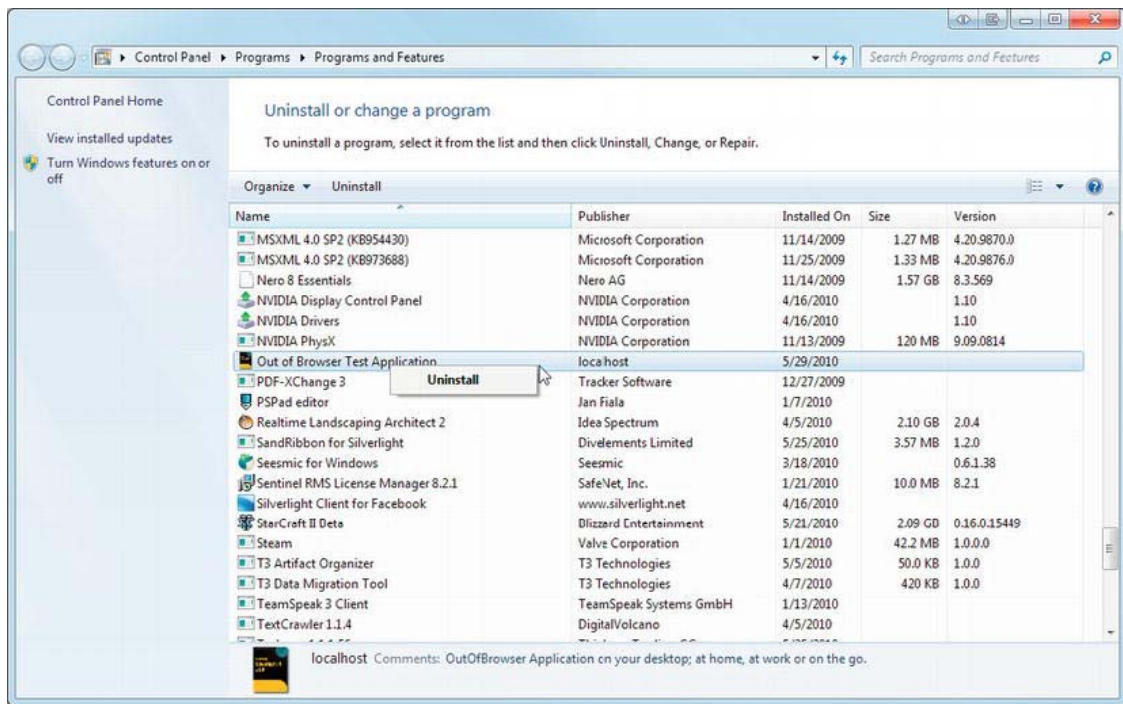 Control Panel ▸ Programs ▸ Programs and Features
Search Programs and Features
Control Panel Home
View installed updates
Turn Windows features on or
off
Uninstall or change a program
To uninstall a program, select it from the list and then click Uninstall, Change, or Repair.
Organize Uninstall
Name Publisher Installed On Size Version
MSXML 4.0 SP2 (KB954430) Microsoft Corporation 11/14/2009 1.27 MB 4.20.9870.0
MSXML 4.0 SP2 (KB973688) Microsoft Corporation 11/25/2009 1.33 MB 4.20.9876.0
Nero 8 Essentials Nero AG 11/14/2009 1.57 GB 8.3.569
NVIDIA Display Control Panel NVIDIA Corporation 4/16/2010 1.10
NVIDIA Drivers NVIDIA Corporation 4/16/2010 1.10
NVIDIA PhysX NVIDIA Corporation 11/13/2009 120 MB 9.09.0814
Out of Browser Test Application localhost 5/29/2010
PDF-XChange 3 Tracker Software 12/27/2009
Uninstall
PSPad editor Jan Fiala 1/7/2010
Realtime Landscaping Architect 2 Idea Spectrum 4/5/2010 2.10 GB 2.0.4
SandRibbon for Silverlight Divelements Limited 5/25/2010 3.57 MB 1.2.0
Seesmic for Windows Seesmic 3/18/2010 0.6.1.38
Sentinel RMS License Manager 8.2.1 SafeNet, Inc. 1/21/2010 10.0 MB 8.2.1
Silverlight Client for Facebook www.silverlight.net 4/16/2010
StarCraft II Beta Blizzard Entertainment 5/21/2010 2.09 GB 0.16.0.15449
Steam Valve Corporation 1/1/2010 42.2 MB 1.0.0.0
T3 Artifact Organizer T3 Technologies 5/5/2010 50.0 KB 1.0.0
T3 Data Migration Tool T3 Technologies 4/7/2010 420 KB 1.0.0
TeamSpeak 3 Client TeamSpeak Systems GmbH 1/13/2010
TextCrawler 1.1.4 DigitalVolcano 4/5/2010
localhost Comments: OutOfBrowser Application on your desktop; at home, at work or on the go.